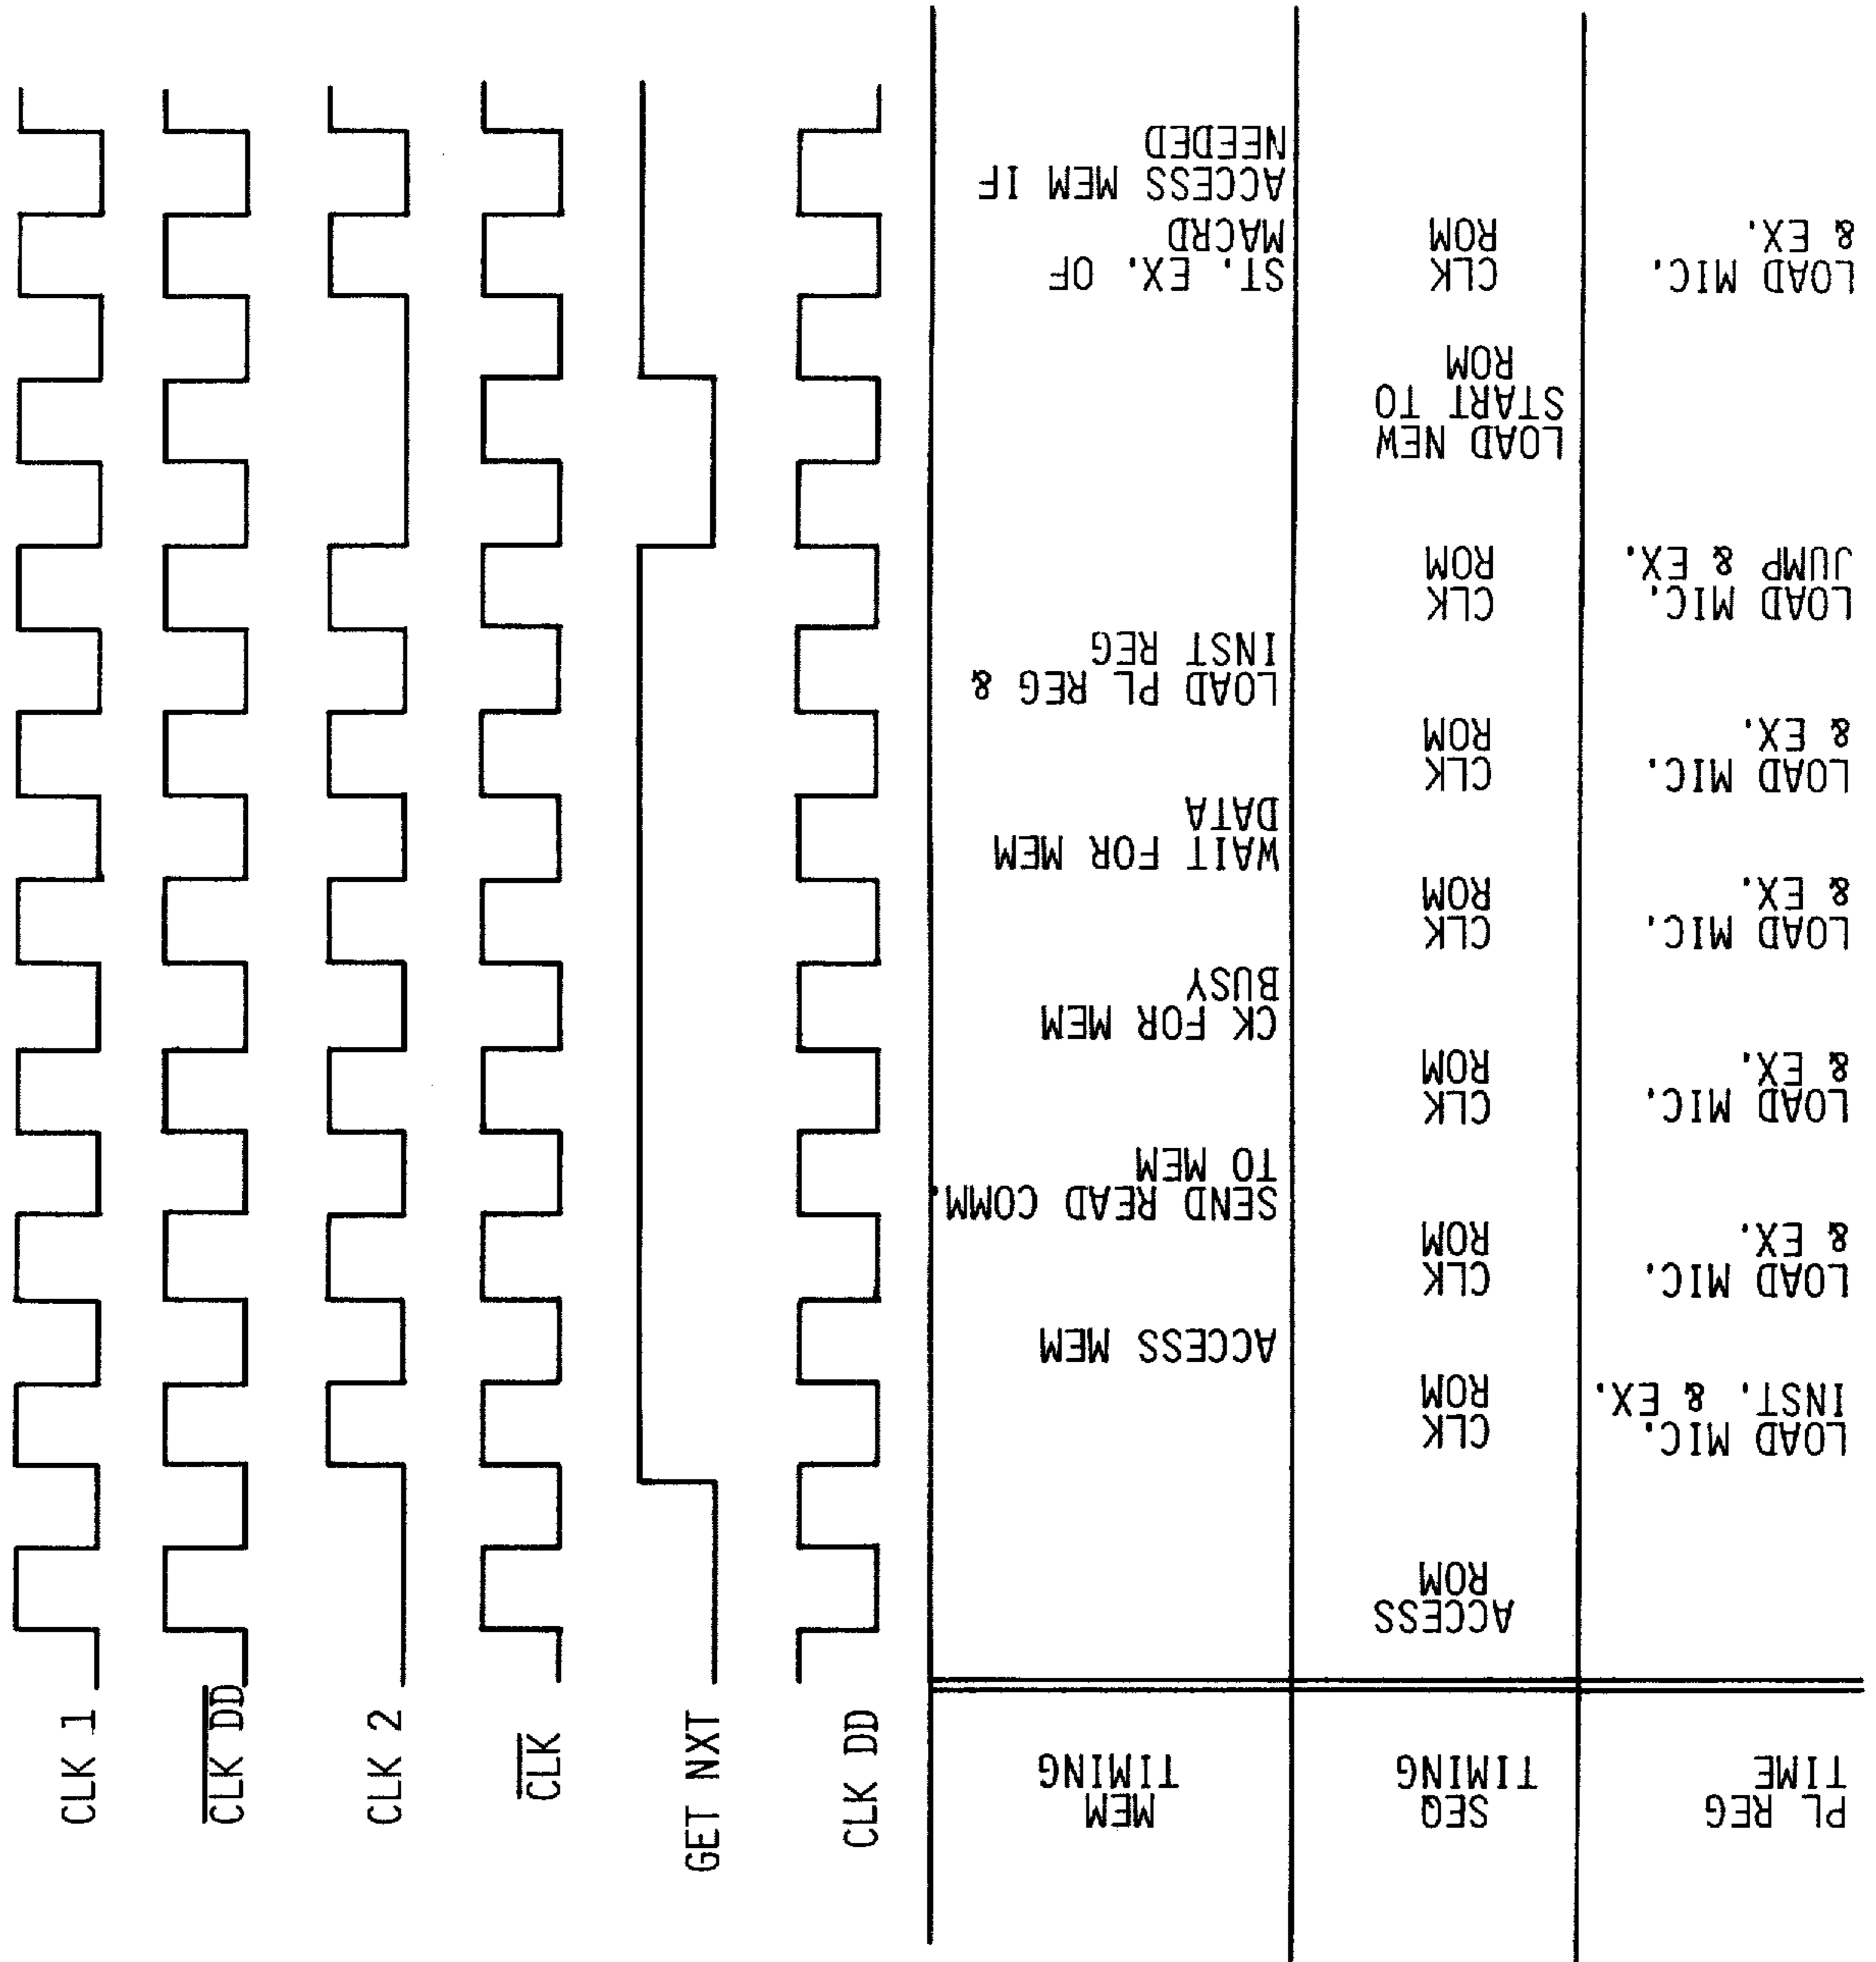 CLK 1
CLK DD
CLK 2
CLK
GET NXT
CLK DD
MEM
TIMING
ACCESS MEM
SEND READ COMM.
TO MEM
CK FOR MEM
BUSY
WAIT FOR MEM
DATA
LOAD PL REG &
INST REG
ST. EX. OF
MACRD
ACCESS MEM IF
NEEDED
SEQ
TIMING
ACCESS
ROM
CLK
ROM
CLK
ROM
CLK
ROM
CLK
ROM
CLK
ROM
CLK
ROM
LOAD NEW
START TO
ROM
CLK
ROM
PL REG
TIME
LOAD MIC.
INST. & EX.
LOAD MIC.
& EX.
LOAD MIC.
& EX.
LOAD MIC.
& EX.
LOAD MIC.
& EX.
LOAD MIC.
JUMP & EX.
LOAD MIC.
& EX.